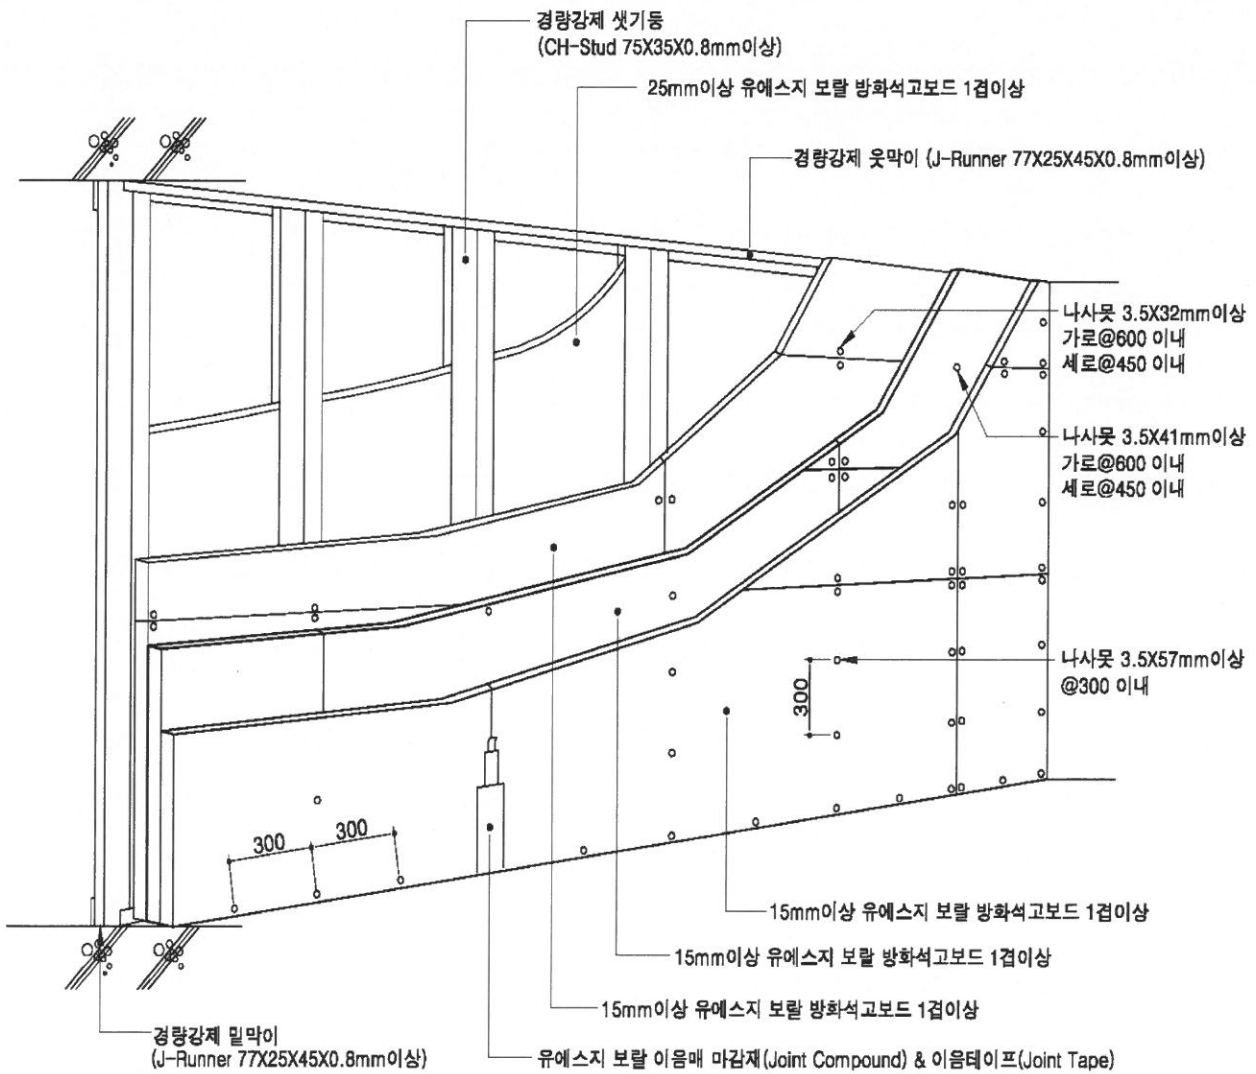 경량강제 샛기둥
(CH-Stud 75X35X0.8mm이상)
25mm이상 유에스지 보랄 방화석고보드 1겹이상
경량강제 웃막이 (J-Runner 77X25X45X0.8mm이상)
나사못 3.5X32mm이상
가로@600 이내
세로@450 이내
나사못 3.5X41mm이상
가로@600 이내
세로@450 이내
나사못 3.5X57mm이상
@300 이내
300
300
300
15mm이상 유에스지 보랄 방화석고보드 1겹이상
15mm이상 유에스지 보랄 방화석고보드 1겹이상
15mm이상 유에스지 보랄 방화석고보드 1겹이상
경량강제 밑막이
(J-Runner 77X25X45X0.8mm이상)
유에스지 보랄 이음매 마감재(Joint Compound) & 이음테이프(Joint Tape)